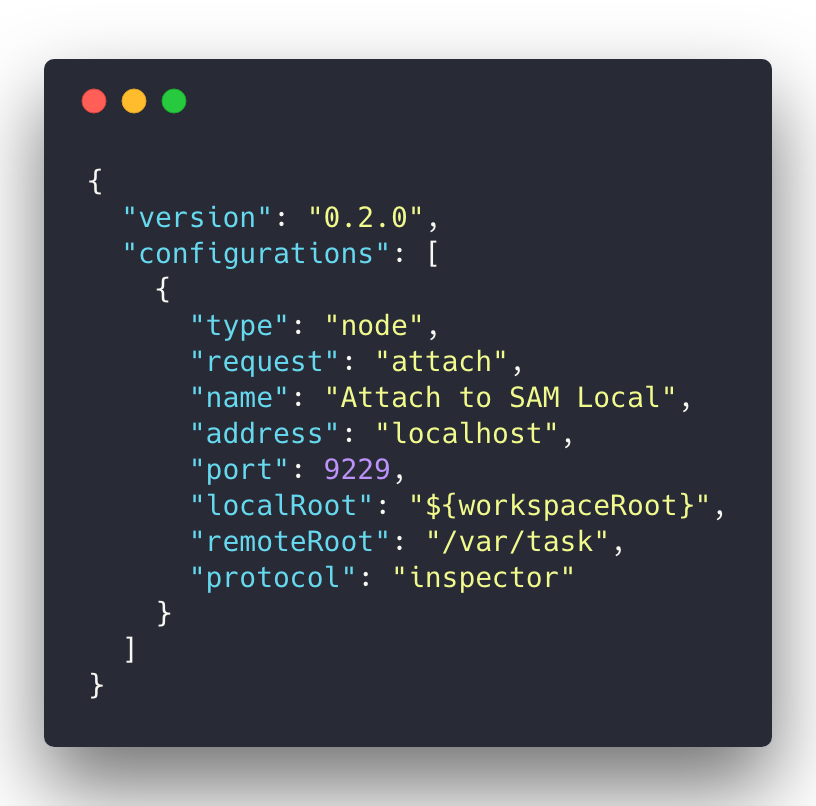 {
  "version": "0.2.0",
  "configurations": [
    {
      "type": "node",
      "request": "attach",
      "name": "Attach to SAM Local",
      "address": "localhost",
      "port": 9229,
      "localRoot": "${workspaceRoot}",
      "remoteRoot": "/var/task",
      "protocol": "inspector"
    }
  ]
}